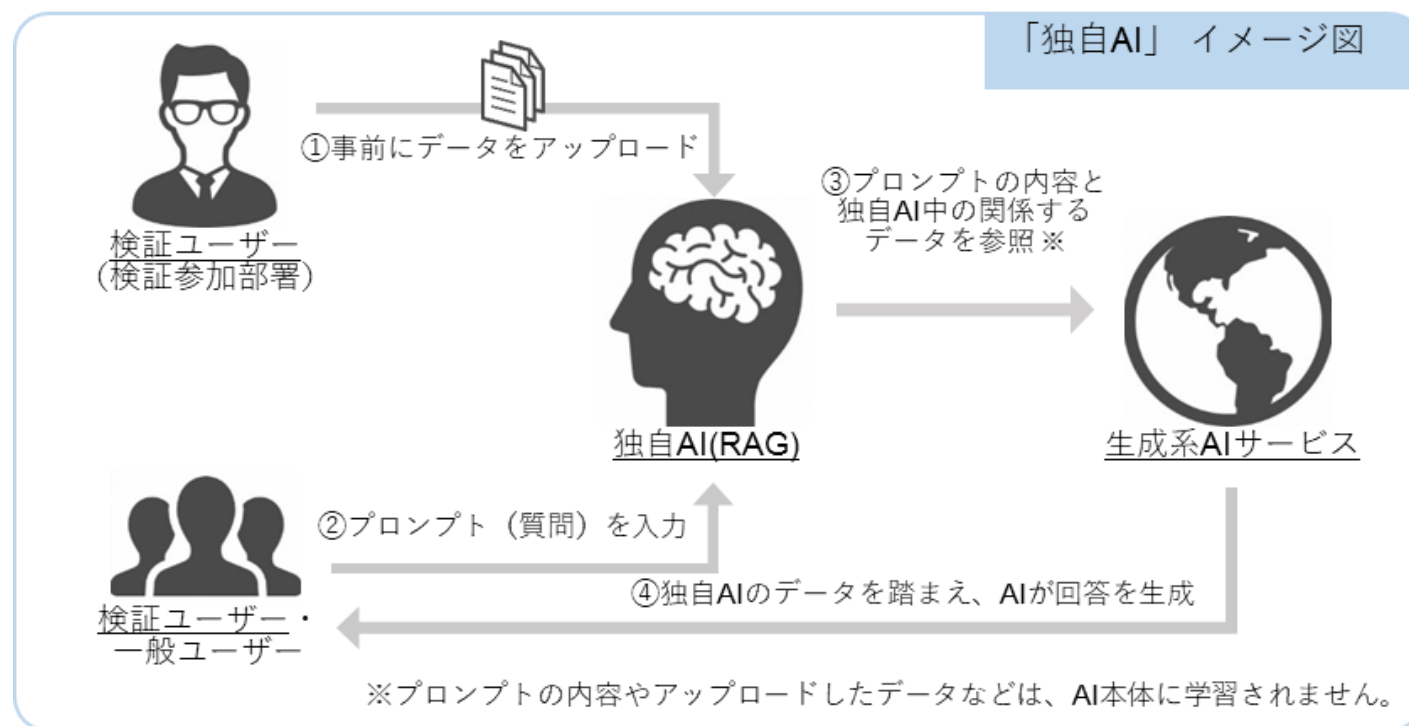 「独自AI」 イメージ図
①事前にデータをアップロード
検証ユーザー
(検証参加部署)
③プロンプトの内容と
独自AI中の関係する
データを参照※
独自AI(RAG)
生成系AIサービス
②プロンプト（質問）を入力
④独自AIのデータを踏まえ、AIが回答を生成
検証ユーザー・
一般ユーザー
※プロンプトの内容やアップロードしたデータなどは、AI本体に学習されません。